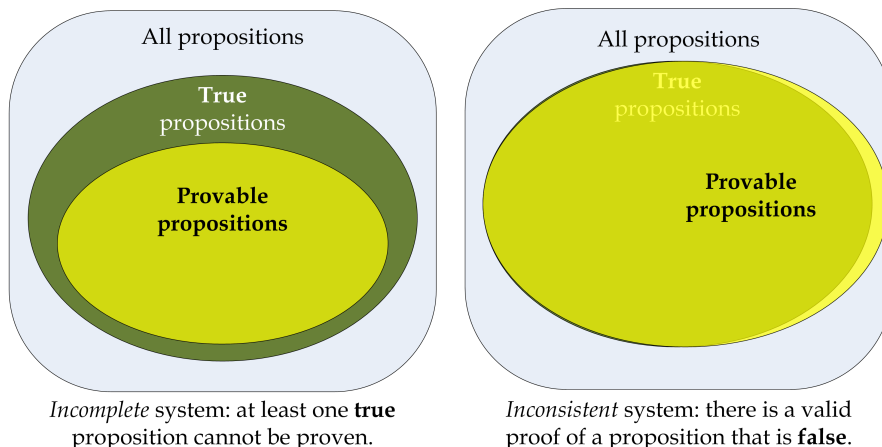 All propositions
True
propositions
Provable
propositions
Incomplete system: at least one true
proposition cannot be proven.
All propositions
True
propositions
Provable
propositions
Inconsistent system: there is a valid
proof of a proposition that is false.